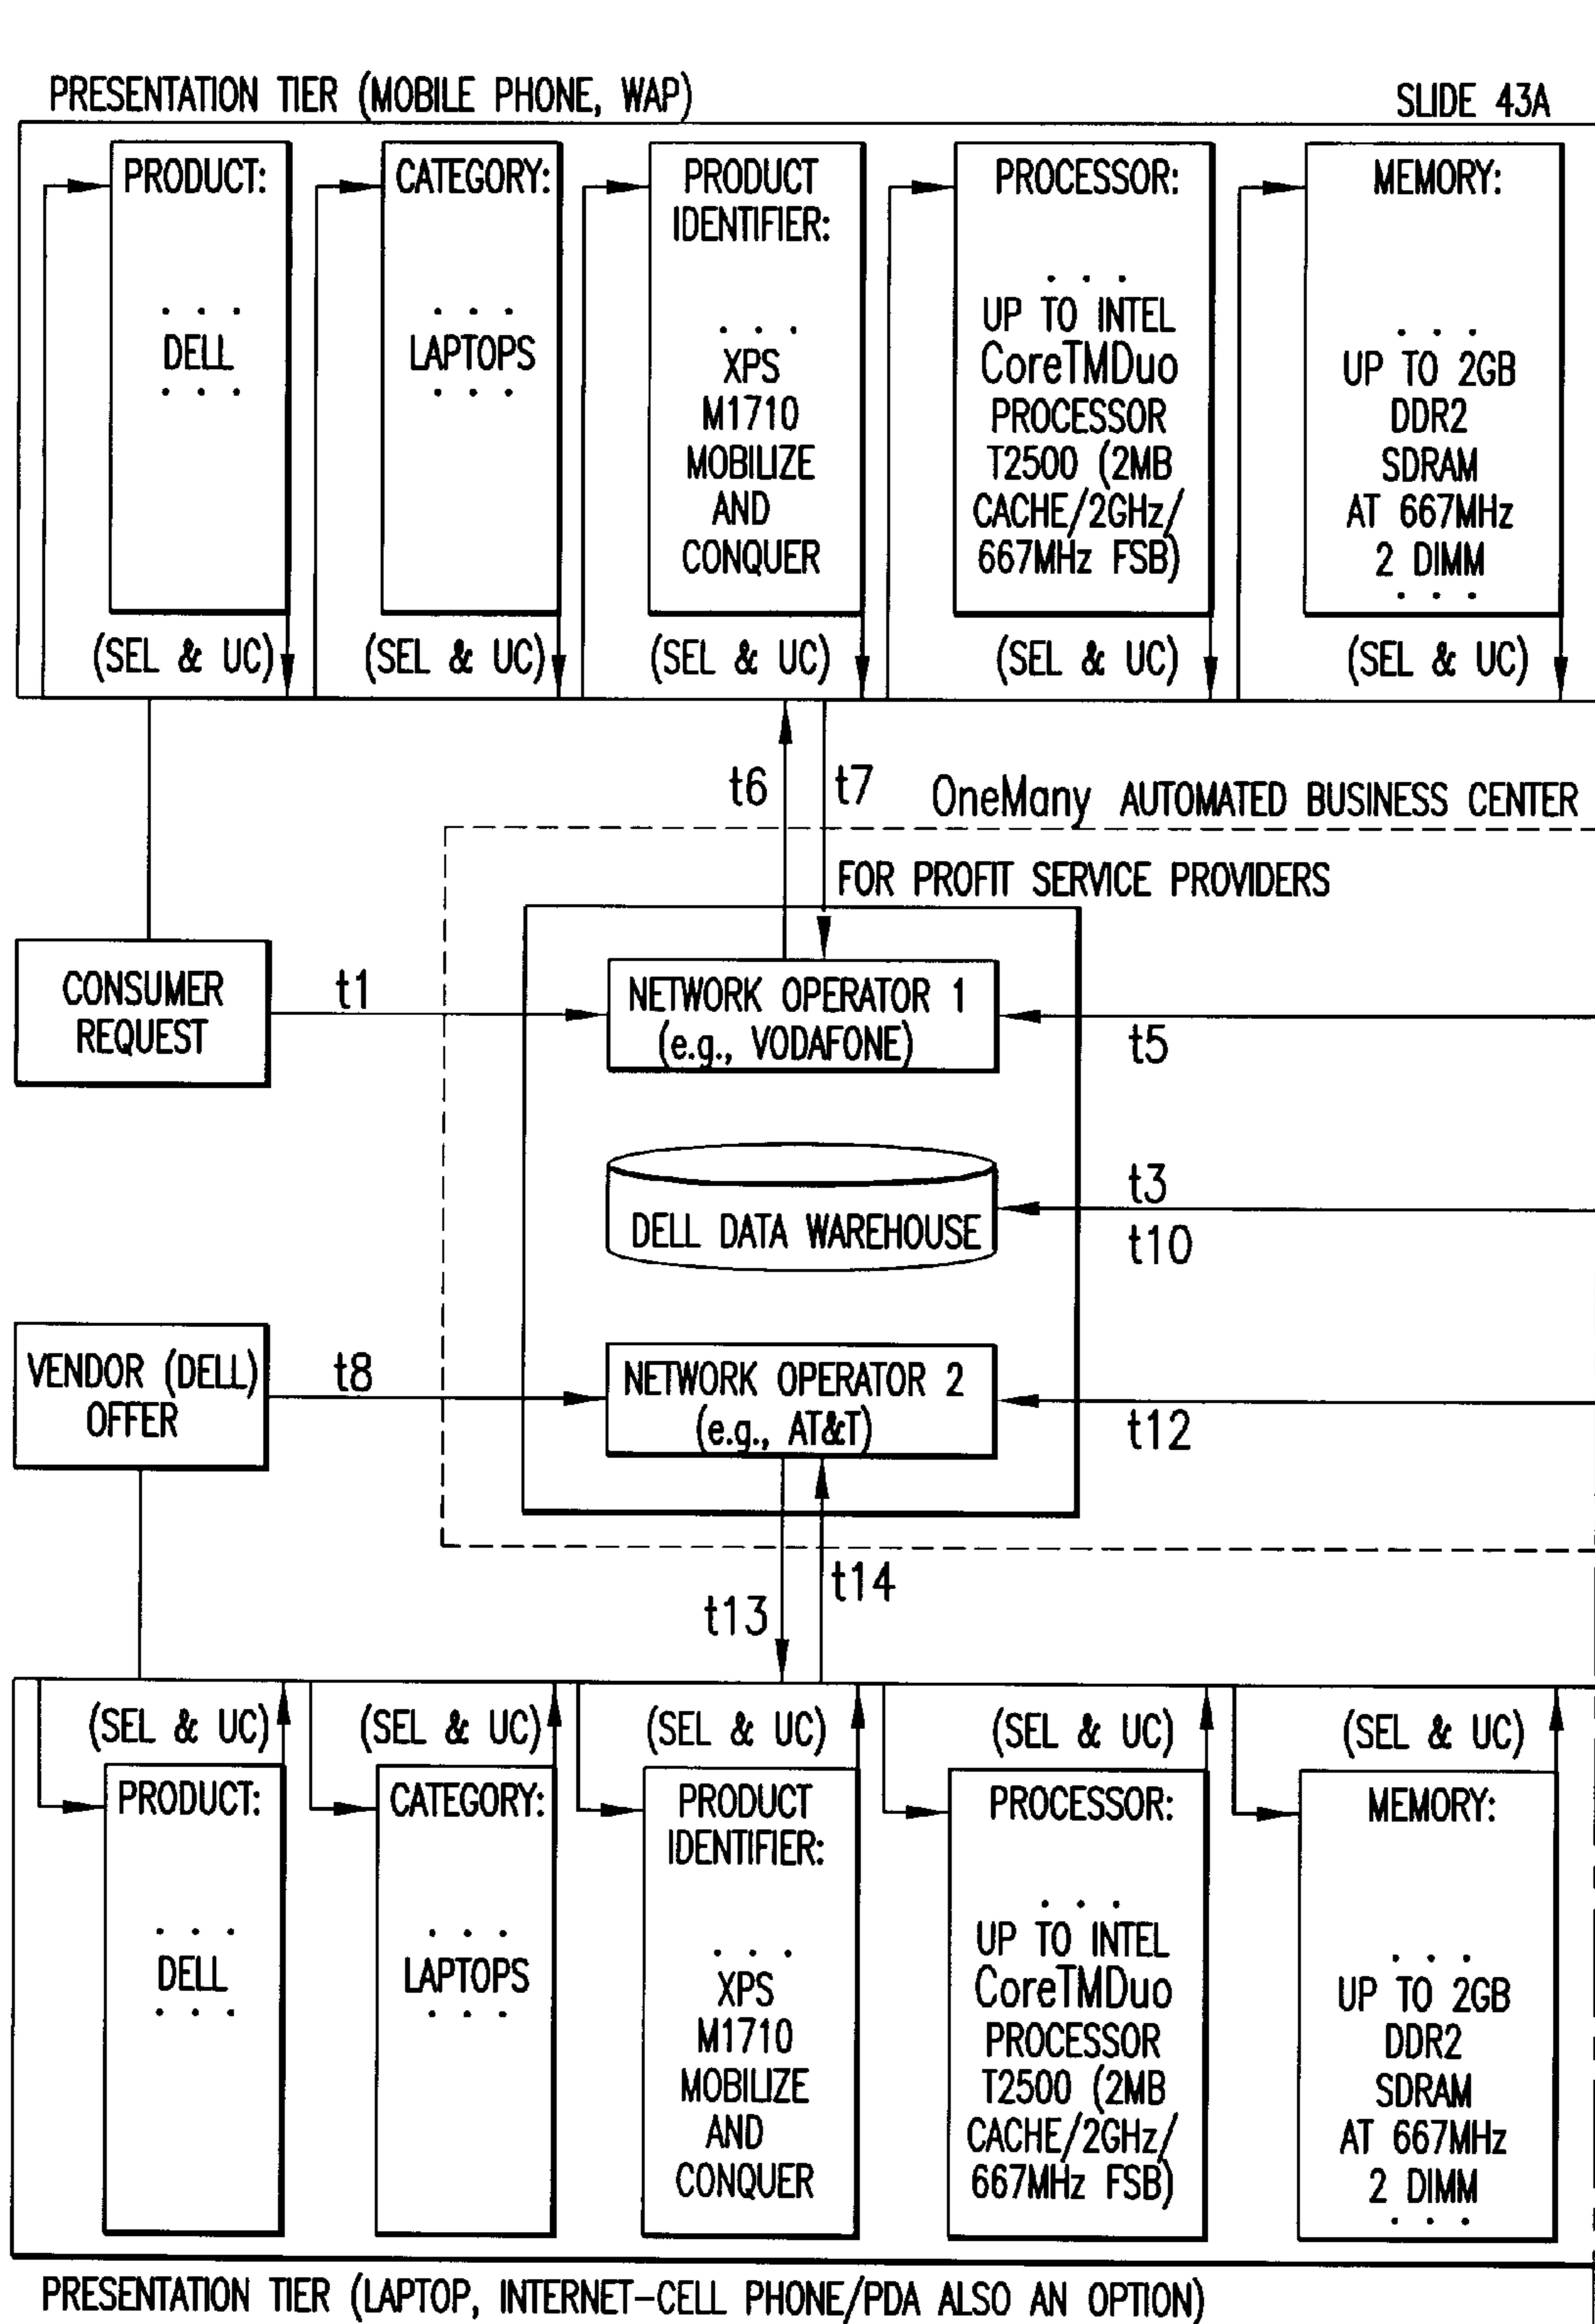 PRESENTATION TIER (MOBILE PHONE, WAP)
SLIDE 43A
PRODUCT:
. . .
DELL
. . .
(SEL & UC)
CATEGORY:
. . .
LAPTOPS
. . .
(SEL & UC)
PRODUCT
IDENTIFIER:
. . .
XPS
M1710
MOBILIZE
AND
CONQUER
(SEL & UC)
PROCESSOR:
. . .
UP TO INTEL
CoreTMDuo
PROCESSOR
T2500 (2MB
CACHE/2GHz/
667MHz FSB)
(SEL & UC)
MEMORY:
. . .
UP TO 2GB
DDR2
SDRAM
AT 667MHz
2 DIMM
. . .
(SEL & UC)
t6
t7
OneMany AUTOMATED BUSINESS CENTER
FOR PROFIT SERVICE PROVIDERS
CONSUMER
REQUEST
t1
NETWORK OPERATOR 1
(e.g., VODAFONE)
t5
DELL DATA WAREHOUSE
t3
t10
VENDOR (DELL)
OFFER
t8
NETWORK OPERATOR 2
(e.g., AT&T)
t12
t13
t14
(SEL & UC)
PRODUCT:
. . .
DELL
. . .
(SEL & UC)
CATEGORY:
. . .
LAPTOPS
. . .
(SEL & UC)
PRODUCT
IDENTIFIER:
. . .
XPS
M1710
MOBILIZE
AND
CONQUER
(SEL & UC)
PROCESSOR:
. . .
UP TO INTEL
CoreTMDuo
PROCESSOR
T2500 (2MB
CACHE/2GHz/
667MHz FSB)
(SEL & UC)
MEMORY:
. . .
UP TO 2GB
DDR2
SDRAM
AT 667MHz
2 DIMM
. . .
PRESENTATION TIER (LAPTOP, INTERNET-CELL PHONE/PDA ALSO AN OPTION)